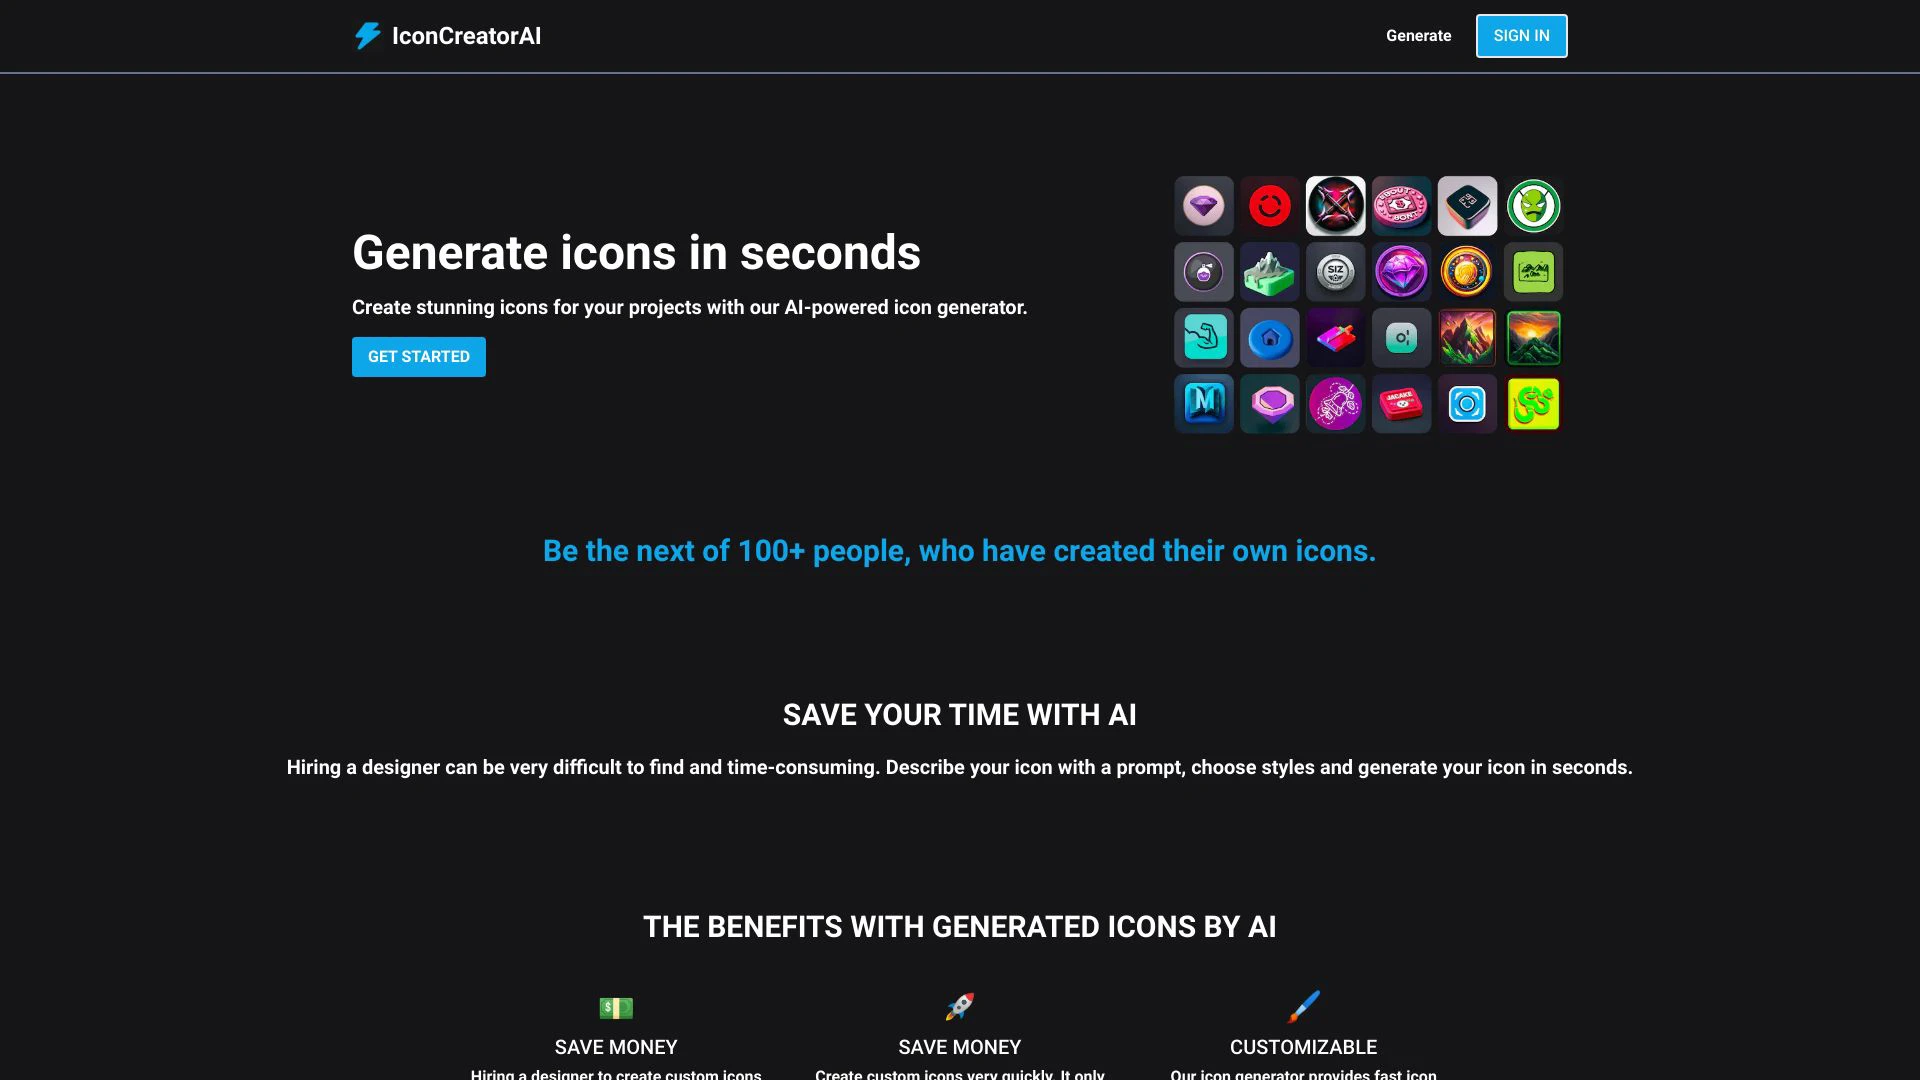 IconCreatorAI
Generate
SIGN IN
Generate icons in seconds
Create stunning icons for your projects with our AI-powered icon generator.
GET STARTED
SIZ
M
JACAKE
Be the next of 100+ people, who have created their own icons.
SAVE YOUR TIME WITH AI
Hiring a designer can be very difficult to find and time-consuming. Describe your icon with a prompt, choose styles and generate your icon in seconds.
THE BENEFITS WITH GENERATED ICONS BY AI
SAVE MONEY
SAVE MONEY
CUSTOMIZABLE
Hiring a designer to create custom icons
Create custom icons very quickly. It only
Our icon generator provides fast icon